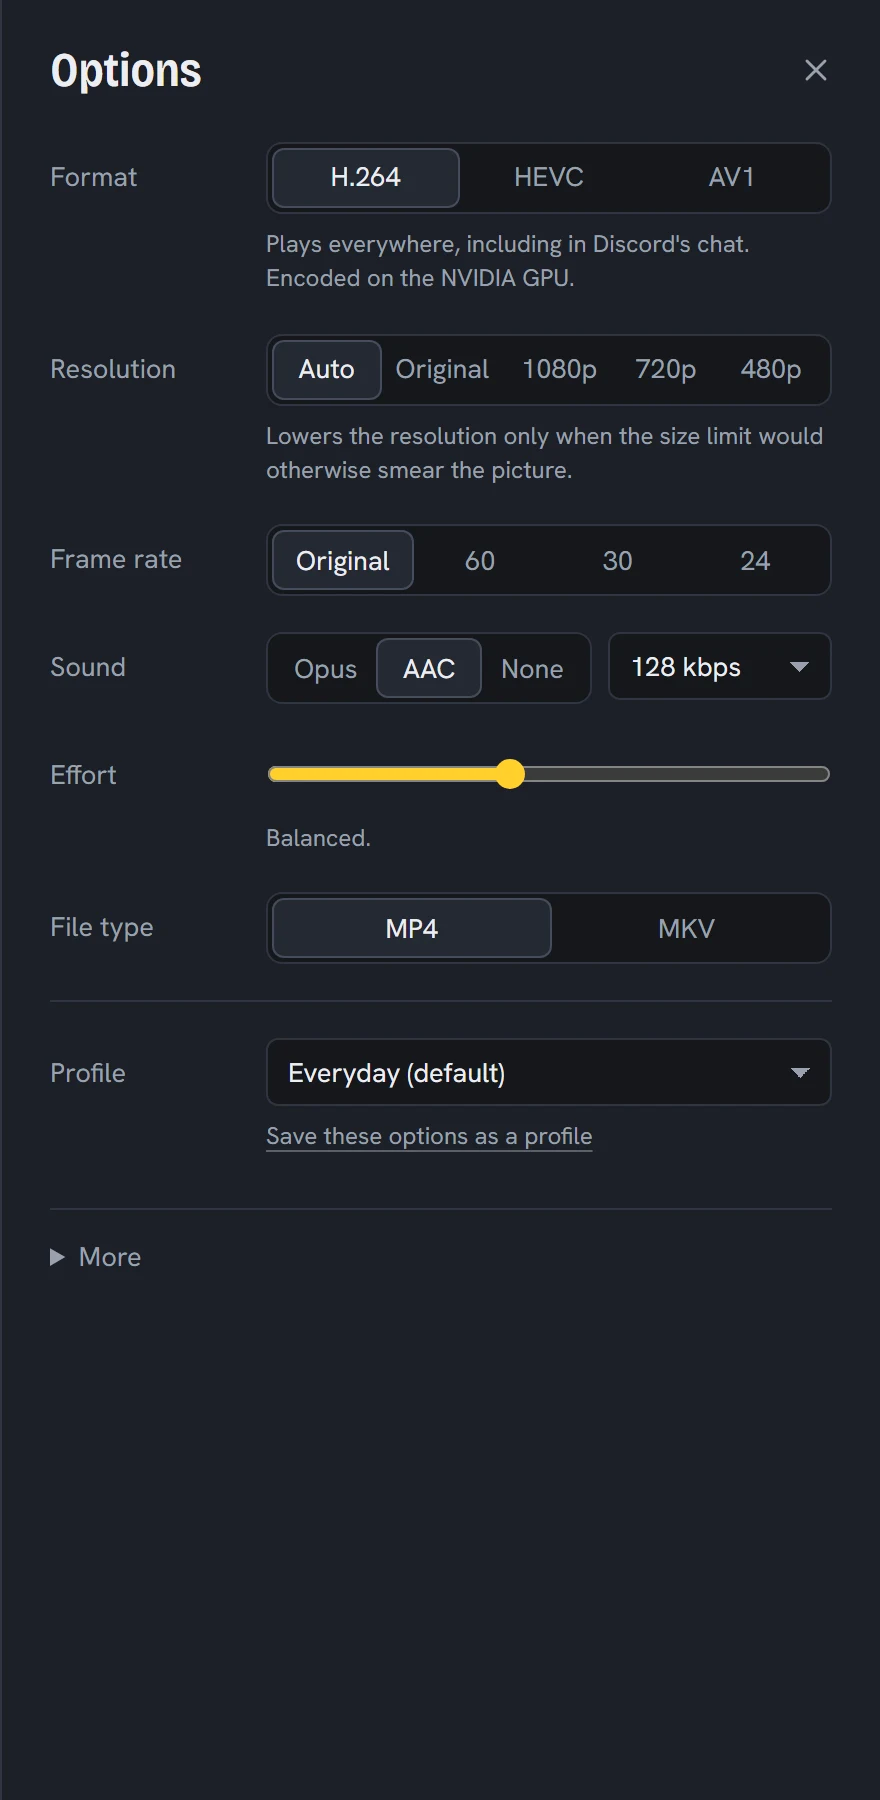 Options
Format
H.264 HEVC AV1
Plays everywhere, including in Discord's chat.
Encoded on the NVIDIA GPU.
Resolution
Auto Original 1080p 720p 480p
Lowers the resolution only when the size limit would
otherwise smear the picture.
Frame rate
Original 60 30 24
Sound
Opus AAC None 128 kbps
Effort
Balanced.
File type
MP4 MKV
Profile
Everyday (default)
Save these options as a profile
More